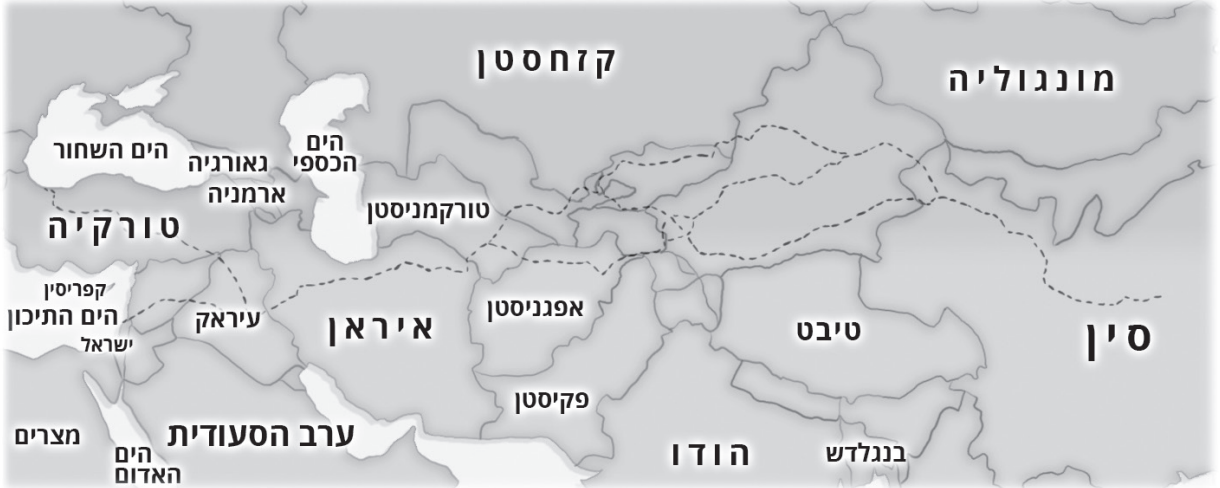 קזחסטן
מונגוליה
הים השחור
גאורגיה
הים
הכספי
ארמניה
טורקמניסטן
טורקיה
קפריסין
הים התיכון
ישראל
עיראק
איראן
אפגניסטן
טיבט
סין
פקיסטן
מצרים
הים
האדום
ערב הסעודית
הודו
בנגלדש